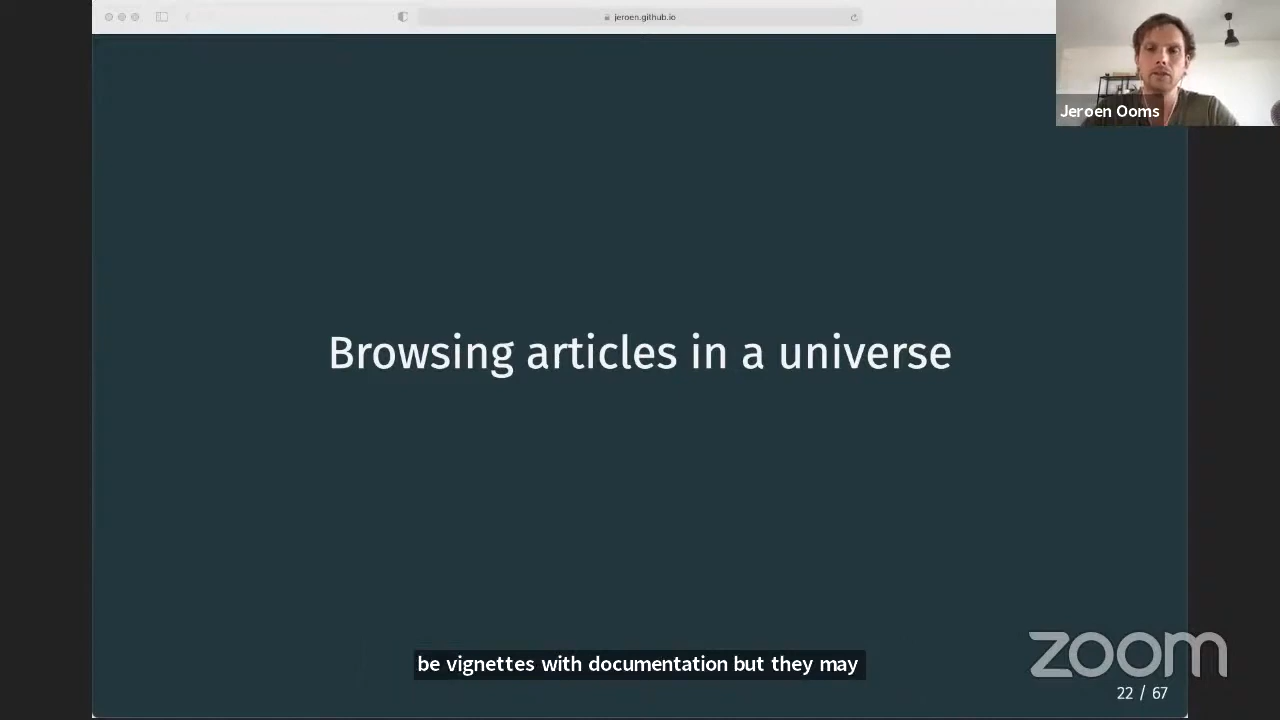 jeroen.github.io
Jeroen Ooms
Browsing articles in a universe
be vignettes with documentation but they may
zoom
22 / 67